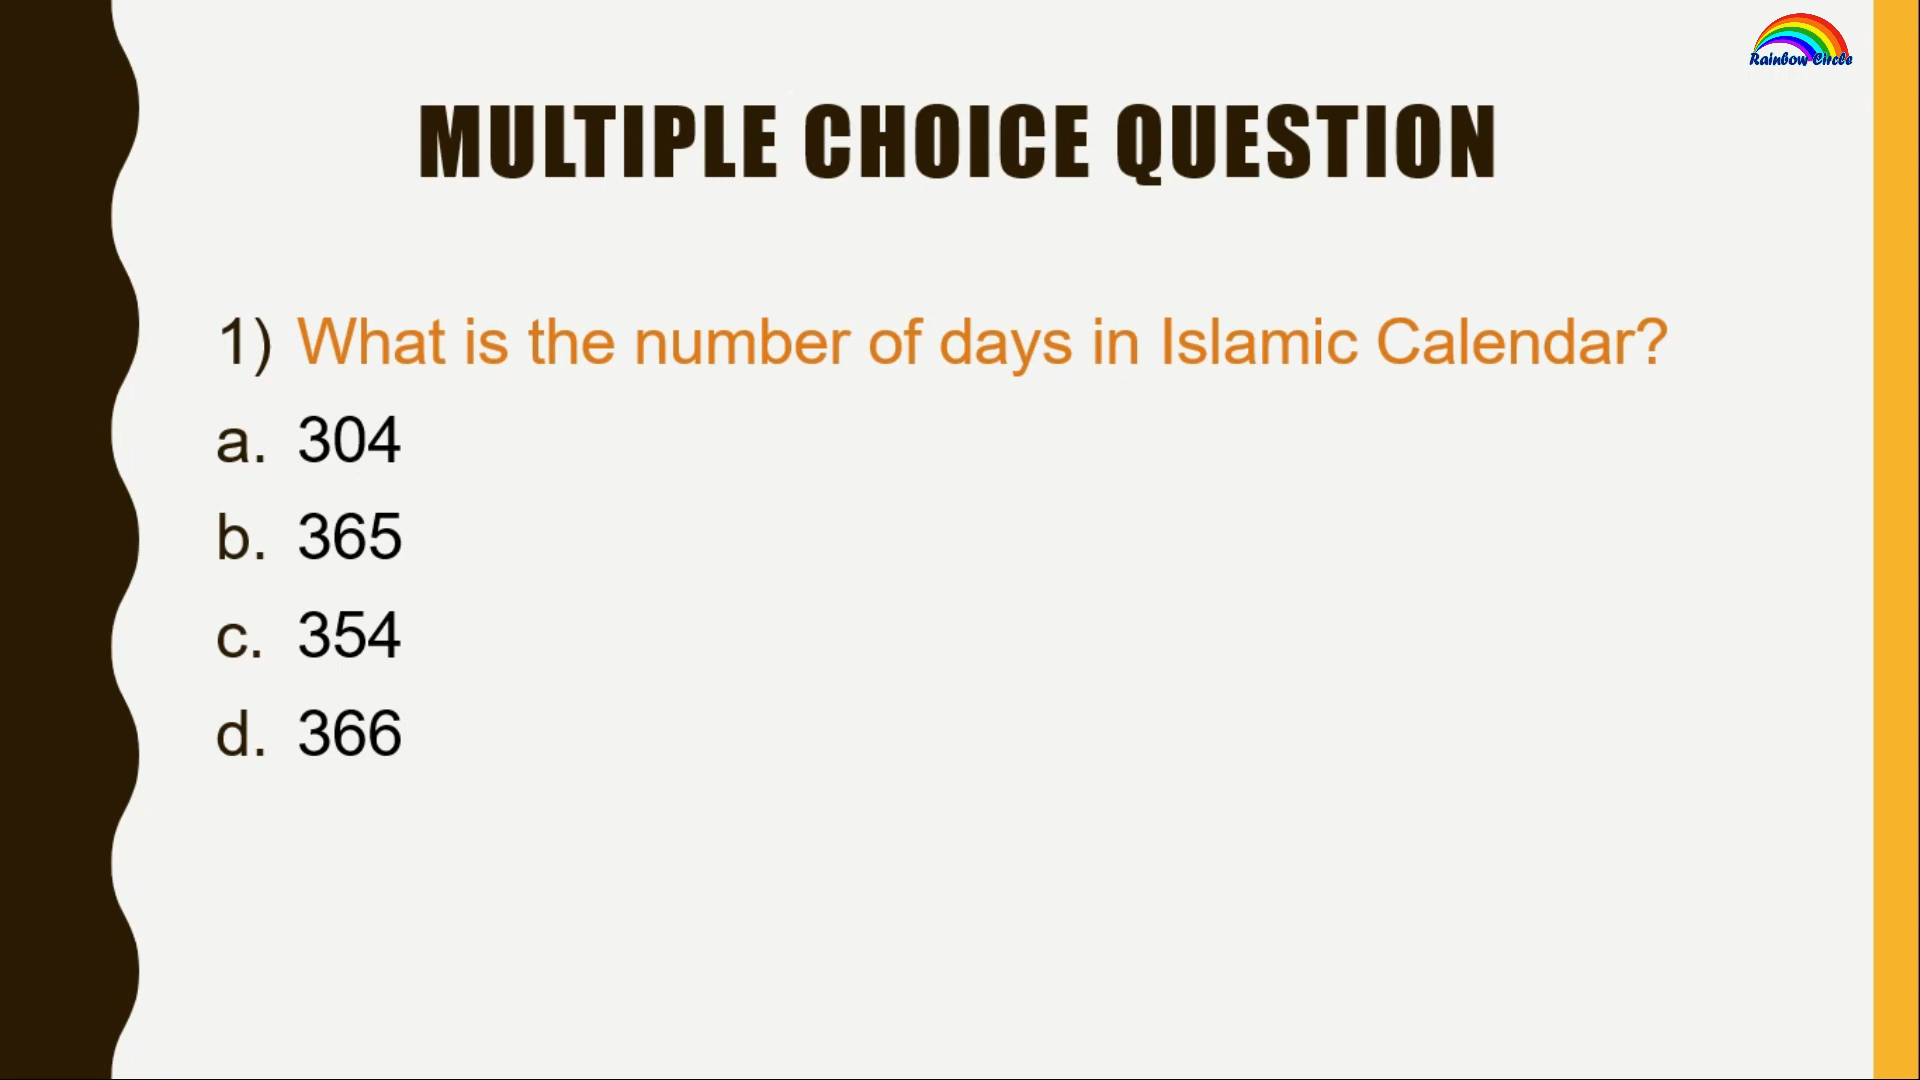 Rainbow Circle
MULTIPLE CHOICE QUESTION
1) What is the number of days in Islamic Calendar?
a. 304
b. 365
c. 354
d. 366